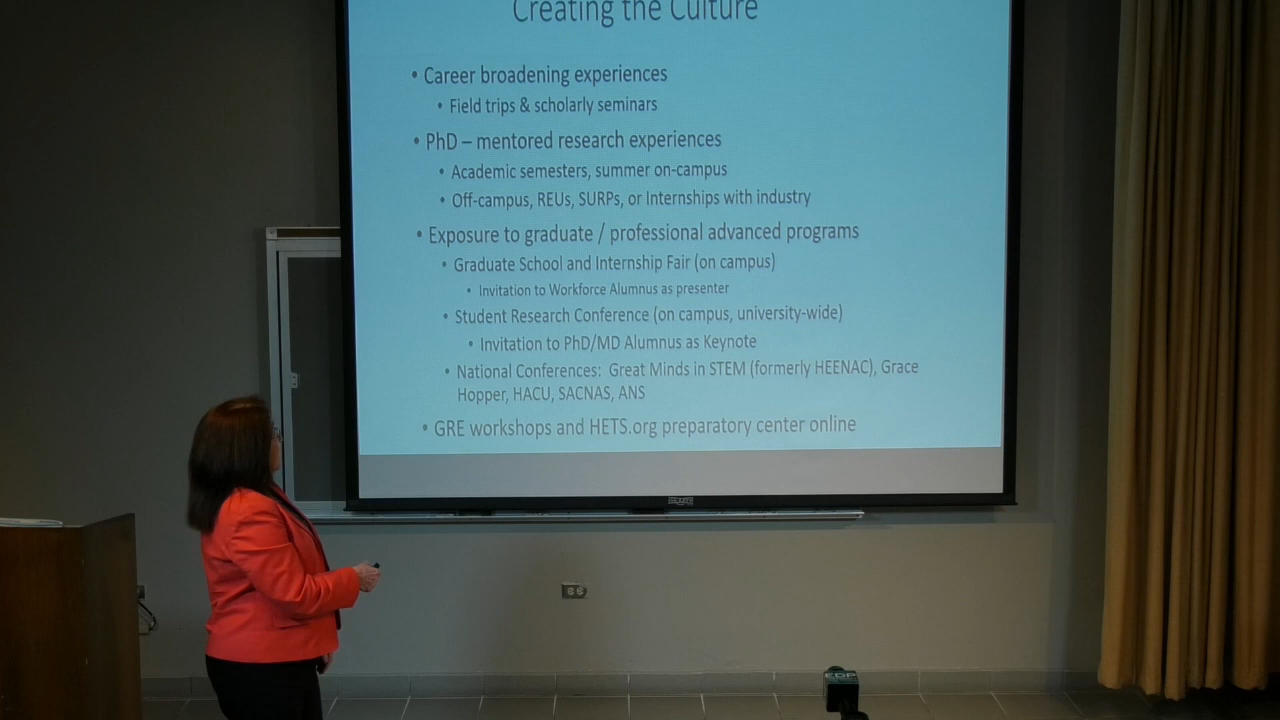 Creating the Culture
• Career broadening experiences
• Field trips & scholarly seminars
• PhD – mentored research experiences
• Academic semesters, summer on-campus
• Off-campus, REUs, SURPs, or Internships with industry
• Exposure to graduate / professional advanced programs
• Graduate School and Internship Fair (on campus)
• Invitation to Workforce Alumnus as presenter
• Student Research Conference (on campus, university-wide)
• Invitation to PhD/MD Alumnus as Keynote
• National Conferences: Great Minds in STEM (formerly HEENAC), Grace
Hopper, HACU, SACNAS, ANS
• GRE workshops and HETS.org preparatory center online